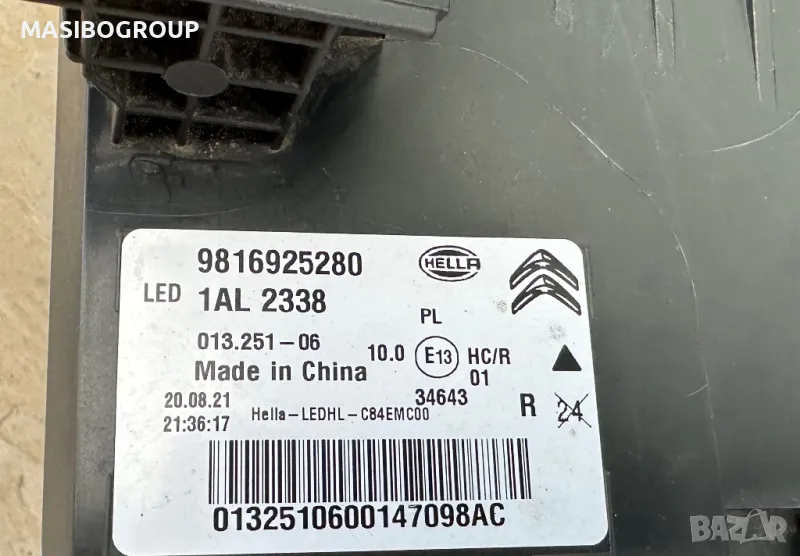 MASIBOGROUP
9816925280
HELLA
LED 1AL 2338
PL
013.251-06
10.0 E13 HC/R
Made in China
01
34643
20.08.21
21:36:17
Hella-LEDHL-C84EMC00
R 24
0132510600147098AC
BAZAR